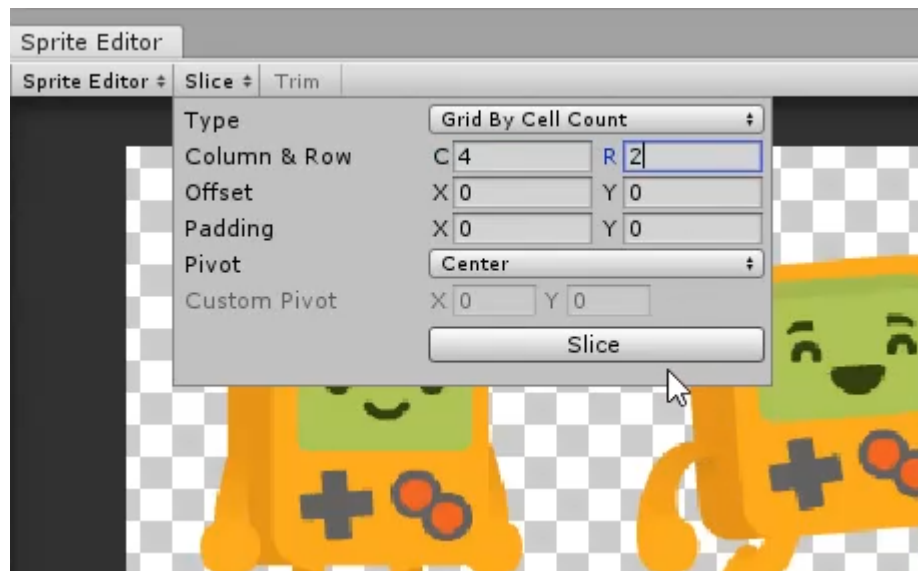 Sprite Editor
Sprite Editor Slice Trim
Type Grid By Cell Count
Column & Row C 4 R 2
Offset X 0 Y 0
Padding X 0 Y 0
Pivot Center
Custom Pivot X 0 Y 0
Slice